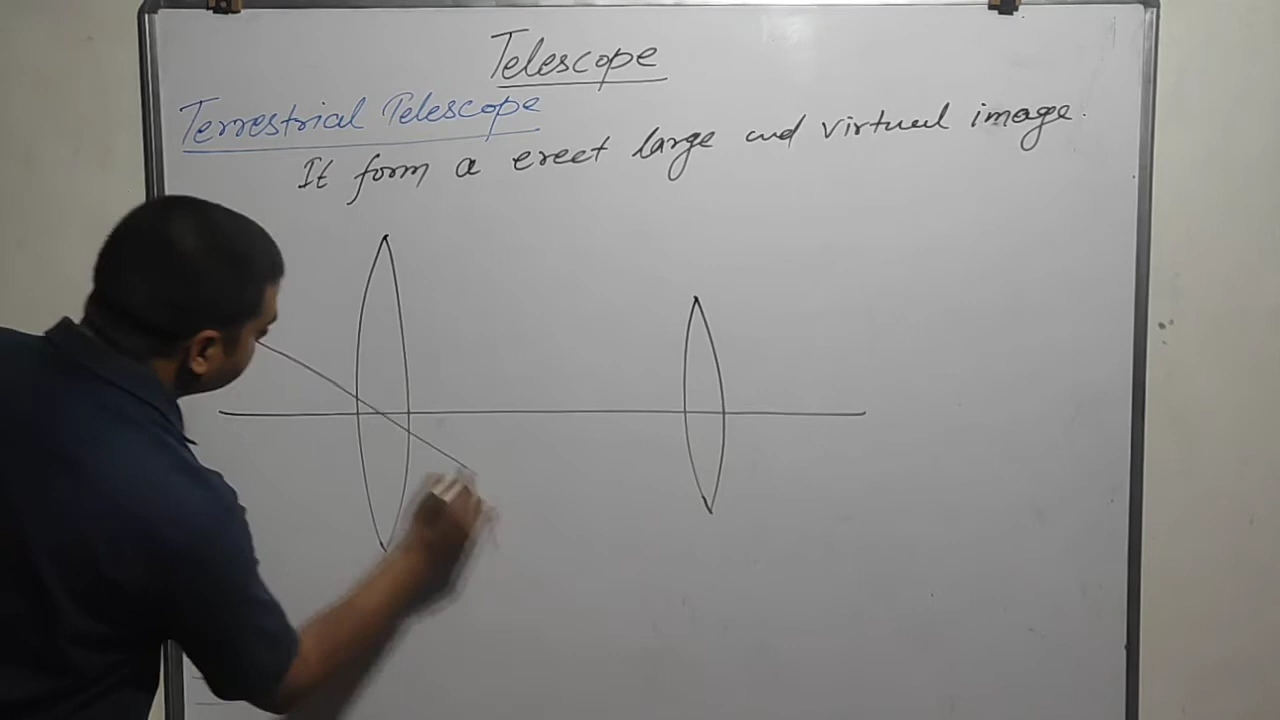 Telescope
Terrestrial Telescope
It form a erect large and virtual image.